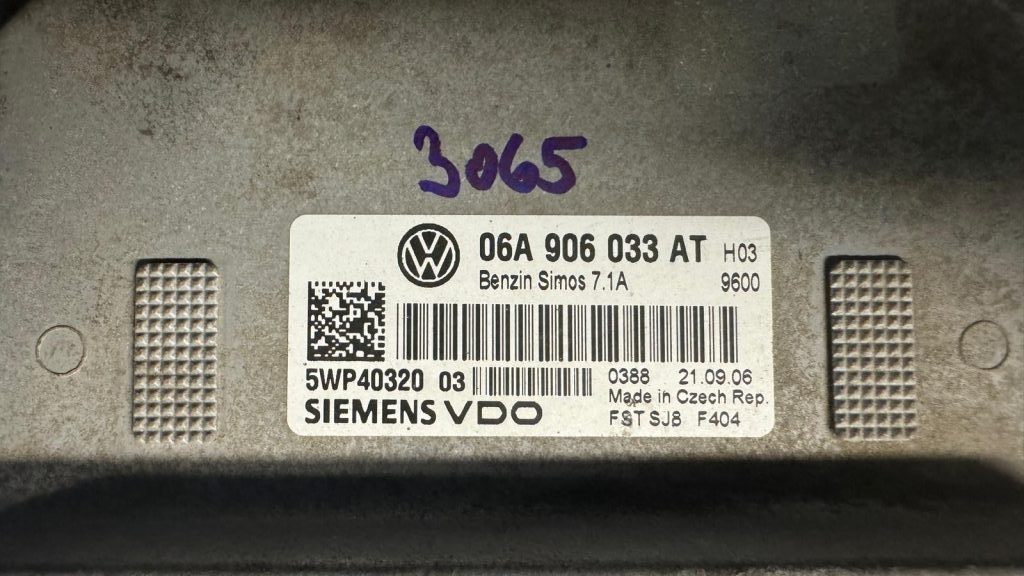 3065
06A 906 033 AT H03
Benzin Simos 7.1A 9600
5WP40320 03 0388 21.09.06
Made in Czech Rep.
SIEMENS VDO FST SJ8 F404